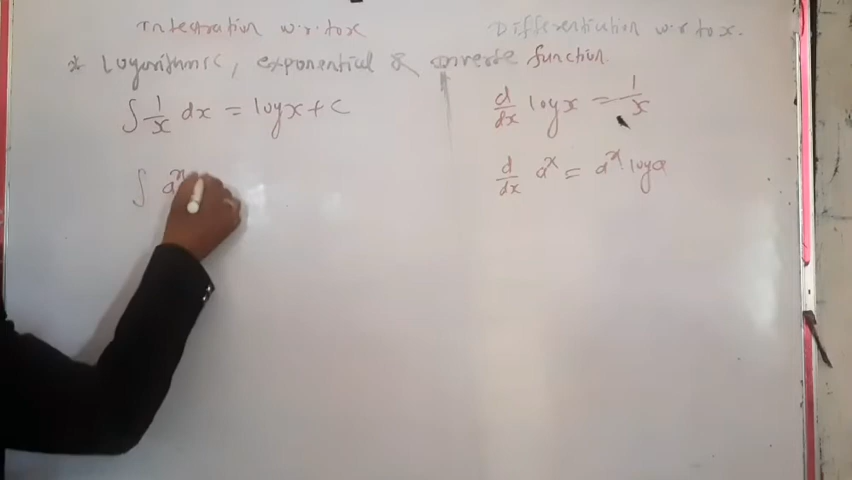 Integration w.r.to x
Differentiation w.r to x.
* Logarithmic, exponential & inverse function.
∫ 1/x dx = log x + C
d/dx log x = 1/x
∫ a^x
d/dx a^x = a^x . log a